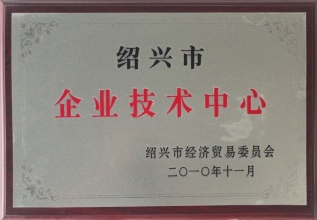 绍兴市
企业技术中心
绍兴市经济贸易委员会
二〇一〇年十一月